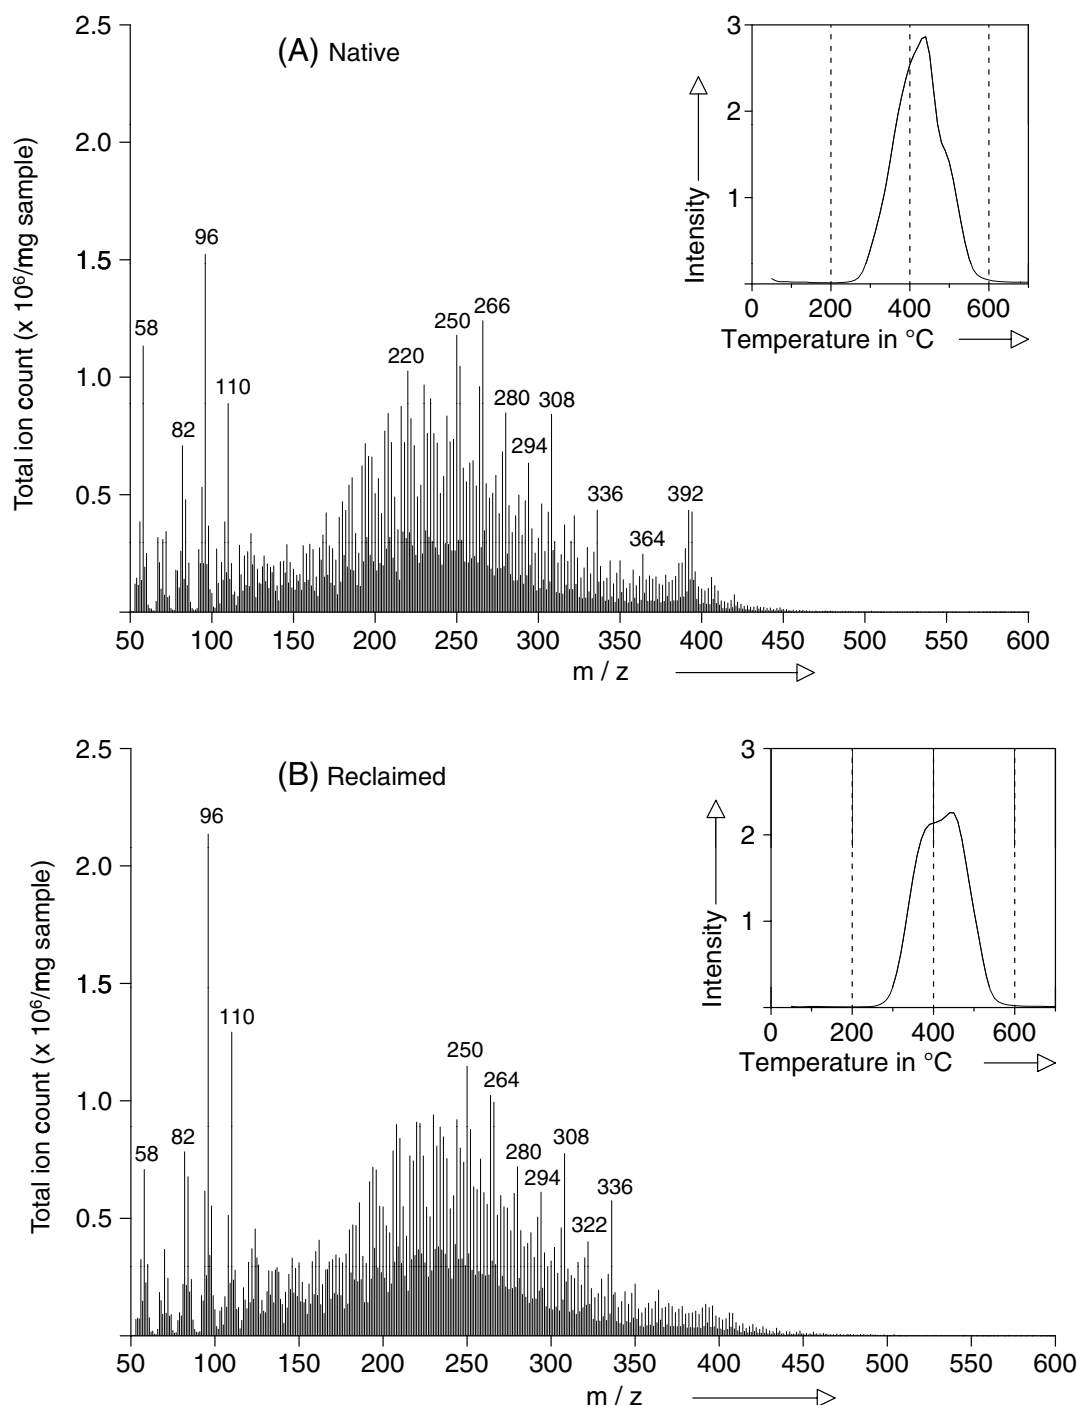 (A) Native
Total ion count (x 10⁶/mg sample)
2.5
2.0
1.5
1.0
0.5
58
82
96
110
220
250
266
280
294
308
336
364
392
50 100 150 200 250 300 350 400 450 500 550 600
m / z
Intensity
3
2
1
0 200 400 600
Temperature in °C
(B) Reclaimed
Total ion count (x 10⁶/mg sample)
2.5
2.0
1.5
1.0
0.5
58
82
96
110
250
264
280
294
308
322
336
50 100 150 200 250 300 350 400 450 500 550 600
m / z
Intensity
3
2
1
0 200 400 600
Temperature in °C